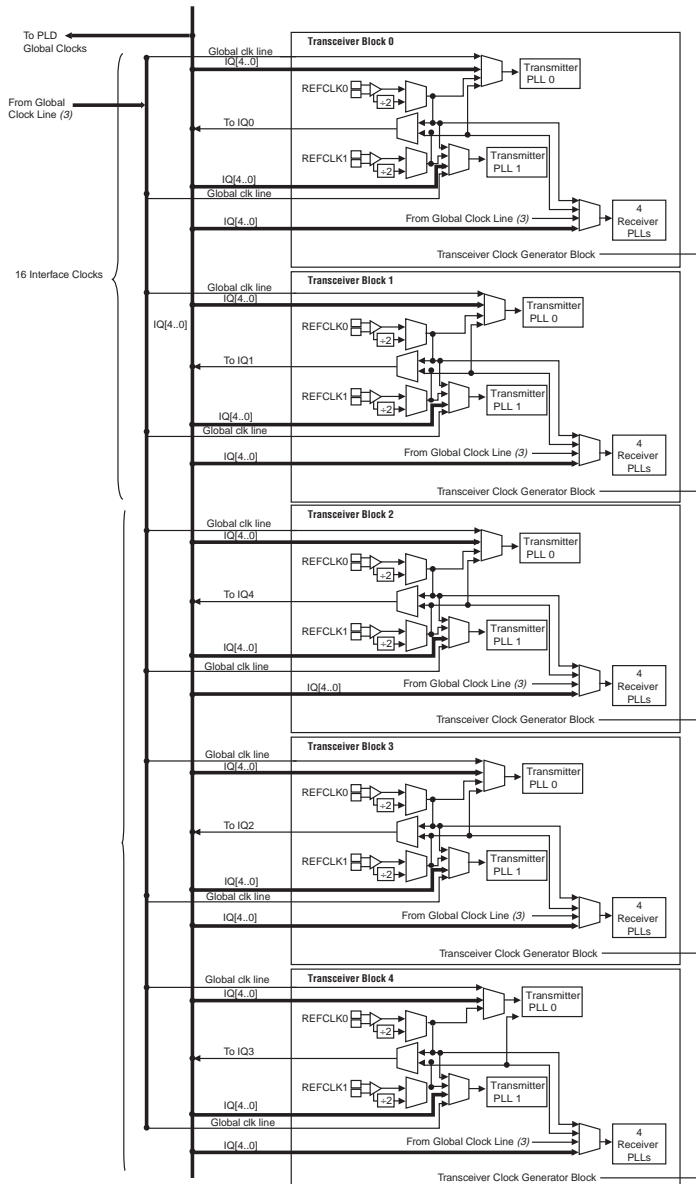 To PLD
Global Clocks
From Global
Clock Line (3)
16 Interface Clocks
IQ[4..0]
Transceiver Block 0
Global clk line
IQ[4..0]
Transmitter
PLL 0
REFCLK0
÷2
To IQ0
REFCLK1
÷2
Transmitter
PLL 1
IQ[4..0]
Global clk line
IQ[4..0]
From Global Clock Line (3)
4
Receiver
PLLs
Transceiver Clock Generator Block
Transceiver Block 1
Global clk line
IQ[4..0]
Transmitter
PLL 0
REFCLK0
÷2
To IQ1
REFCLK1
÷2
Transmitter
PLL 1
IQ[4..0]
Global clk line
IQ[4..0]
From Global Clock Line (3)
4
Receiver
PLLs
Transceiver Clock Generator Block
Transceiver Block 2
Global clk line
IQ[4..0]
Transmitter
PLL 0
REFCLK0
÷2
To IQ4
REFCLK1
÷2
Transmitter
PLL 1
IQ[4..0]
Global clk line
IQ[4..0]
From Global Clock Line (3)
4
Receiver
PLLs
Transceiver Clock Generator Block
Transceiver Block 3
Global clk line
IQ[4..0]
Transmitter
PLL 0
REFCLK0
÷2
To IQ2
REFCLK1
÷2
Transmitter
PLL 1
IQ[4..0]
Global clk line
IQ[4..0]
From Global Clock Line (3)
4
Receiver
PLLs
Transceiver Clock Generator Block
Transceiver Block 4
Global clk line
IQ[4..0]
Transmitter
PLL 0
REFCLK0
÷2
To IQ3
REFCLK1
÷2
Transmitter
PLL 1
IQ[4..0]
Global clk line
IQ[4..0]
From Global Clock Line (3)
4
Receiver
PLLs
Transceiver Clock Generator Block